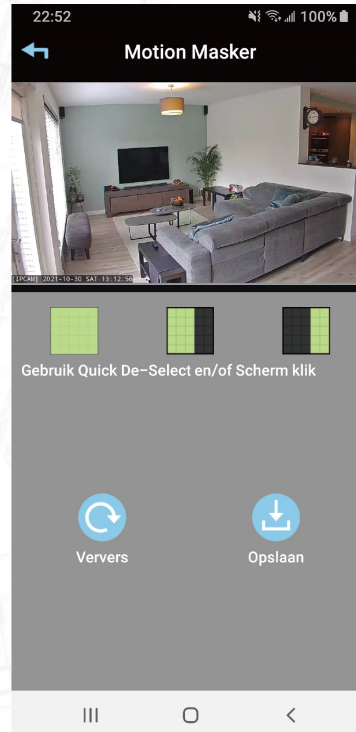 22:52
100%
Motion Masker
[IPCAM] 2021-10-30 SAT 13:12:56
Gebruik Quick De-Select en/of Scherm klik
Ververs
Opslaan